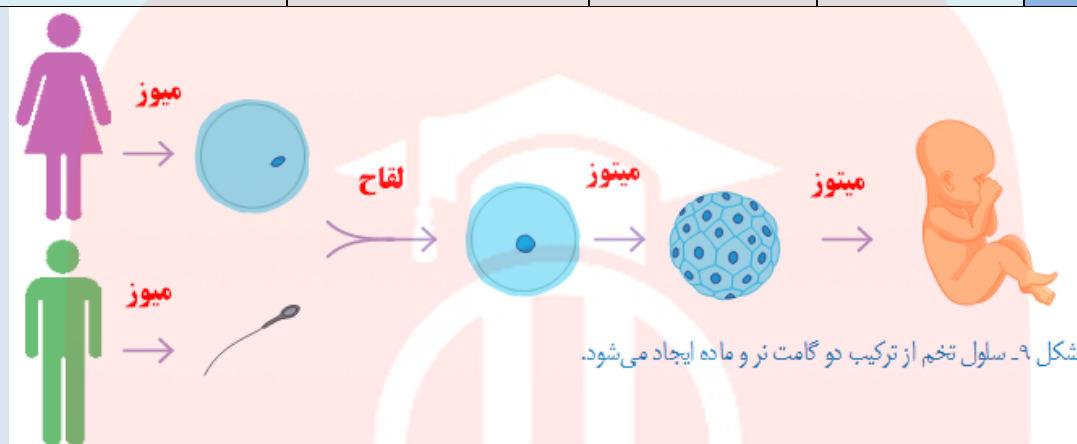 میوز
لقاح
میتوز
میتوز
میوز
شکل ۹ـ سلول تخم از ترکیب دو گامت نر و ماده ایجاد می‌شود.